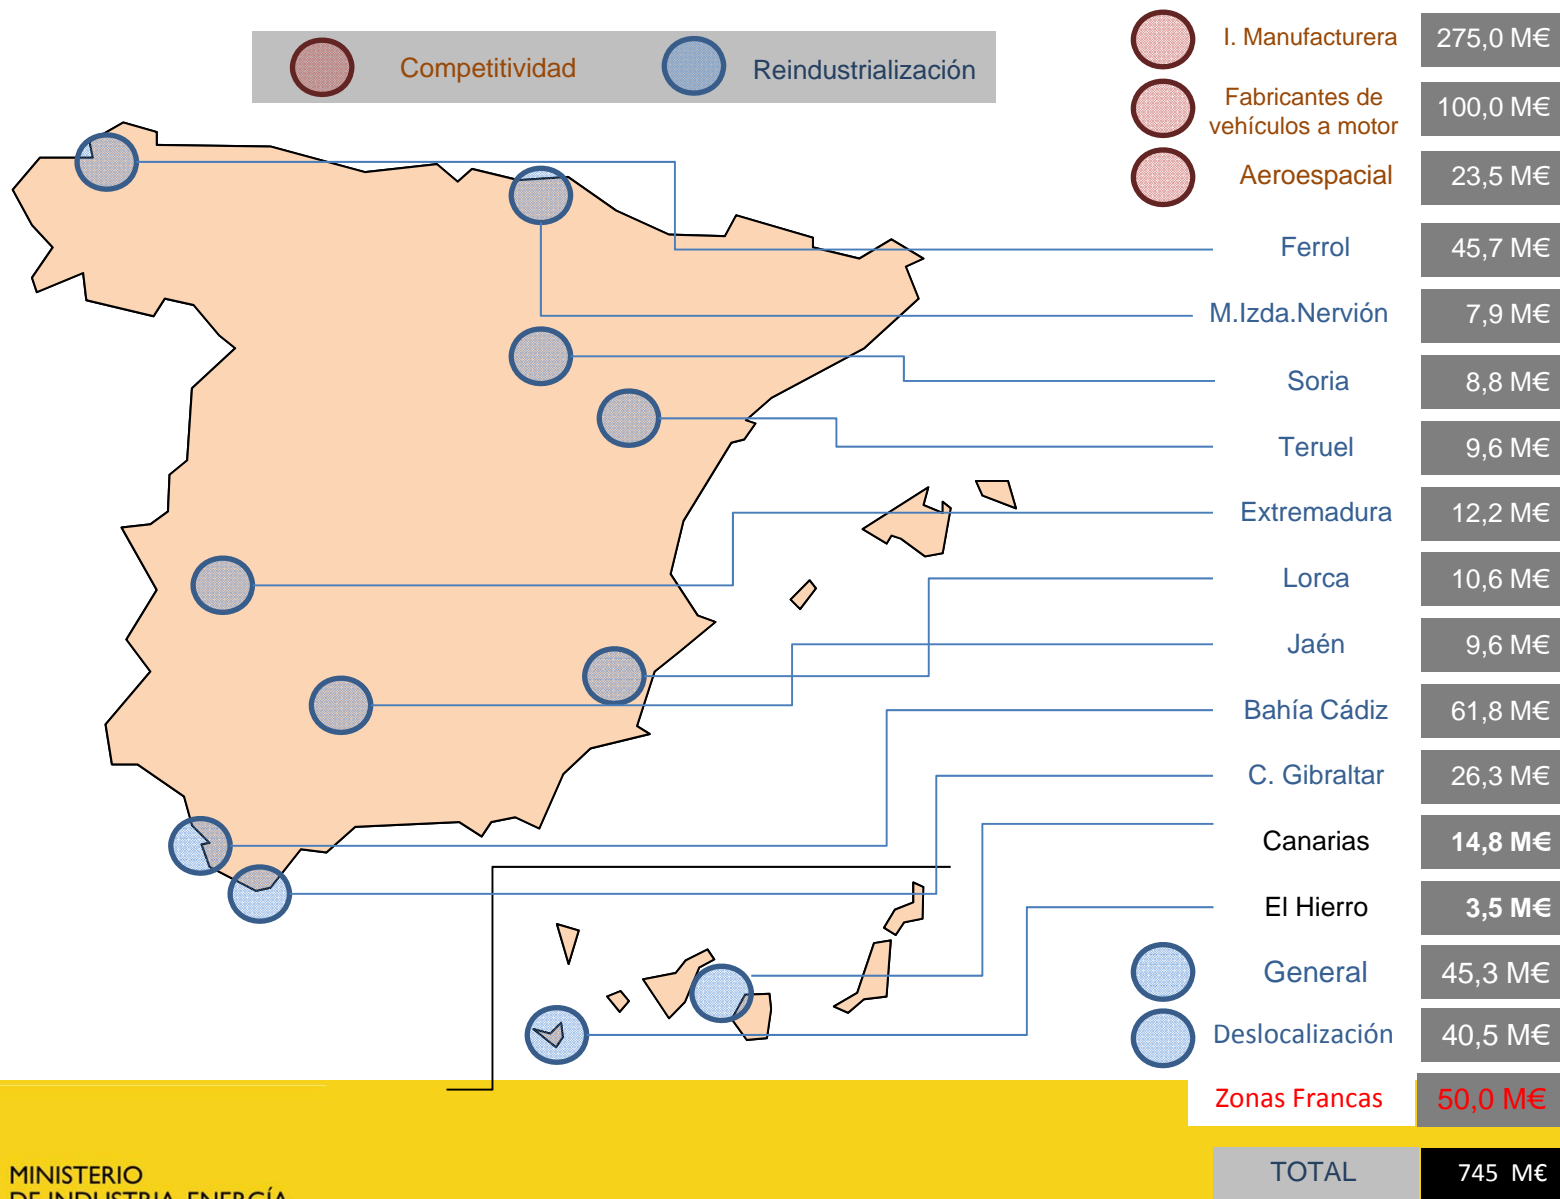 Competitividad
Reindustrialización
I. Manufacturera 275,0 M€
Fabricantes de
vehículos a motor 100,0 M€
Aeroespacial 23,5 M€
Ferrol 45,7 M€
M.Izda.Nervión 7,9 M€
Soria 8,8 M€
Teruel 9,6 M€
Extremadura 12,2 M€
Lorca 10,6 M€
Jaén 9,6 M€
Bahía Cádiz 61,8 M€
C. Gibraltar 26,3 M€
Canarias 14,8 M€
El Hierro 3,5 M€
General 45,3 M€
Deslocalización 40,5 M€
Zonas Francas 50,0 M€
TOTAL 745 M€
MINISTERIO
DE INDUSTRIA, ENERGÍA